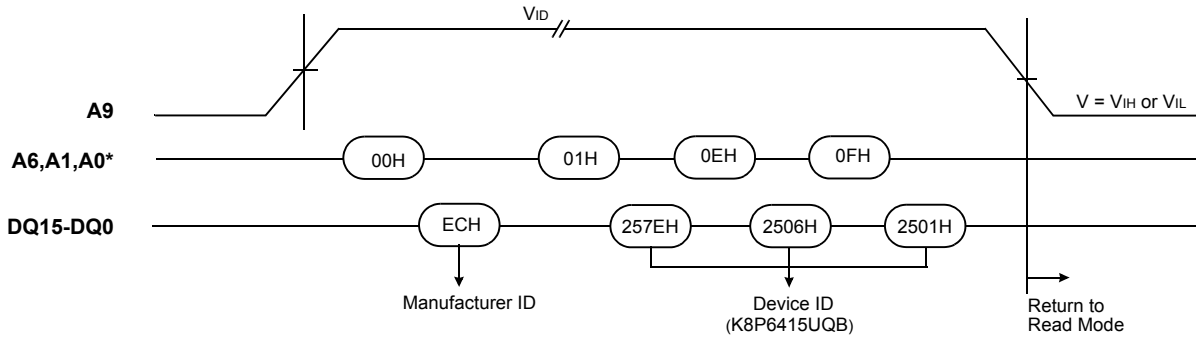 VID
A9
V = VIH or VIL
A6,A1,A0*
00H
01H
0EH
0FH
DQ15-DQ0
ECH
257EH
2506H
2501H
Manufacturer ID
Device ID
(K8P6415UQB)
Return to
Read Mode